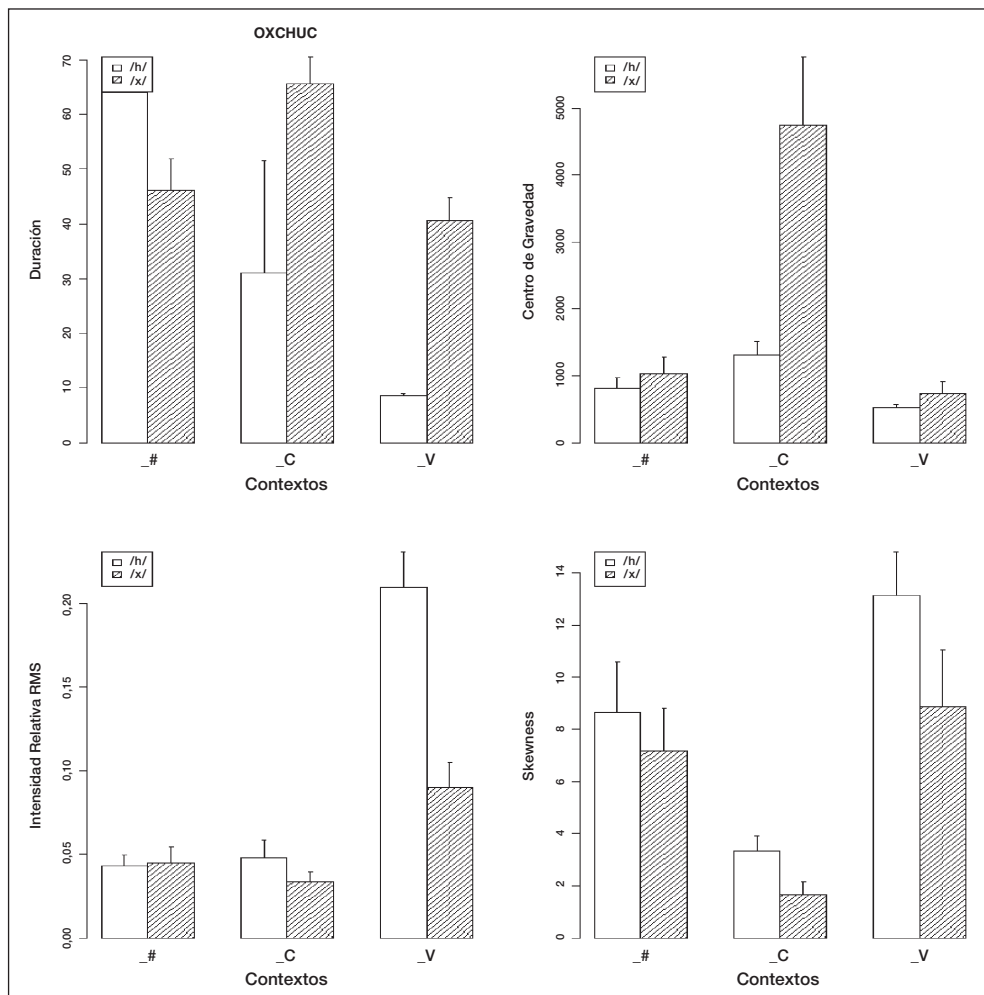 OXCHUC
/h/
/x/
Duración
70
60
50
40
30
20
10
0
_#
_C
_V
Contextos
/h/
/x/
Centro de Gravedad
5000
4000
3000
2000
1000
0
_#
_C
_V
Contextos
/h/
/x/
Intensidad Relativa RMS
0,20
0,15
0,10
0,05
0,00
_#
_C
_V
Contextos
/h/
/x/
Skewness
14
12
10
8
6
4
2
0
_#
_C
_V
Contextos